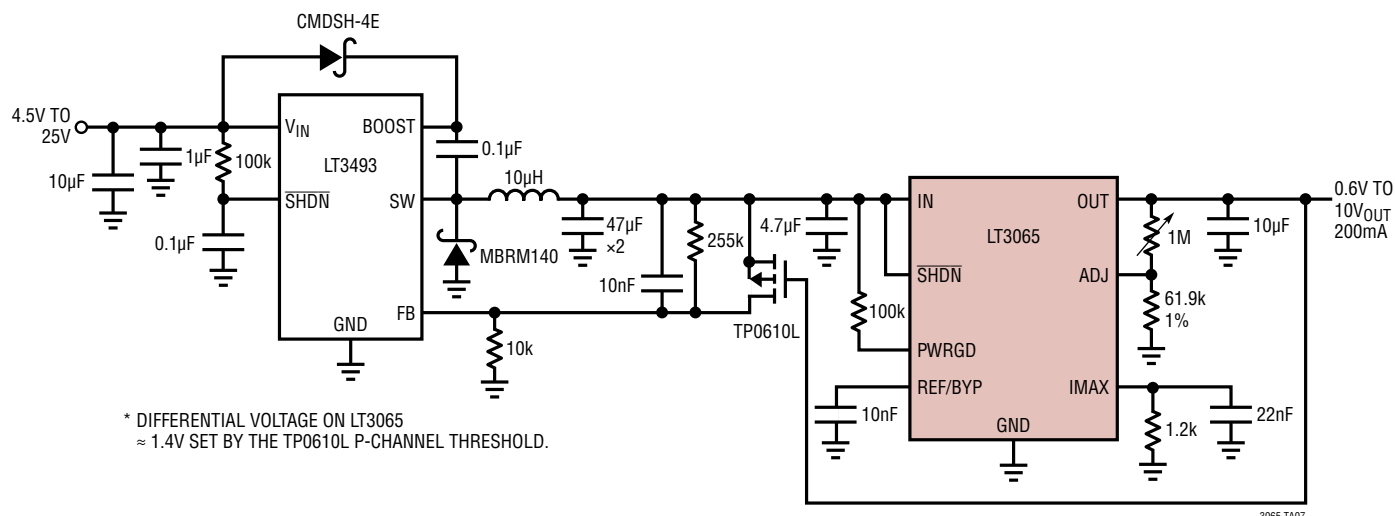 CMDSH-4E
4.5V TO
25V
VIN
BOOST
LT3493
SHDN
SW
FB
GND
10µF
1µF
100k
0.1µF
0.1µF
10µH
MBRM140
47µF
×2
10nF
255k
10k
TP0610L
4.7µF
100k
IN
OUT
LT3065
SHDN
ADJ
PWRGD
REF/BYP
IMAX
GND
10nF
1M
61.9k
1%
10µF
0.6V TO
10VOUT
200mA
1.2k
22nF
* DIFFERENTIAL VOLTAGE ON LT3065
≈ 1.4V SET BY THE TP0610L P-CHANNEL THRESHOLD.
3065 TA07